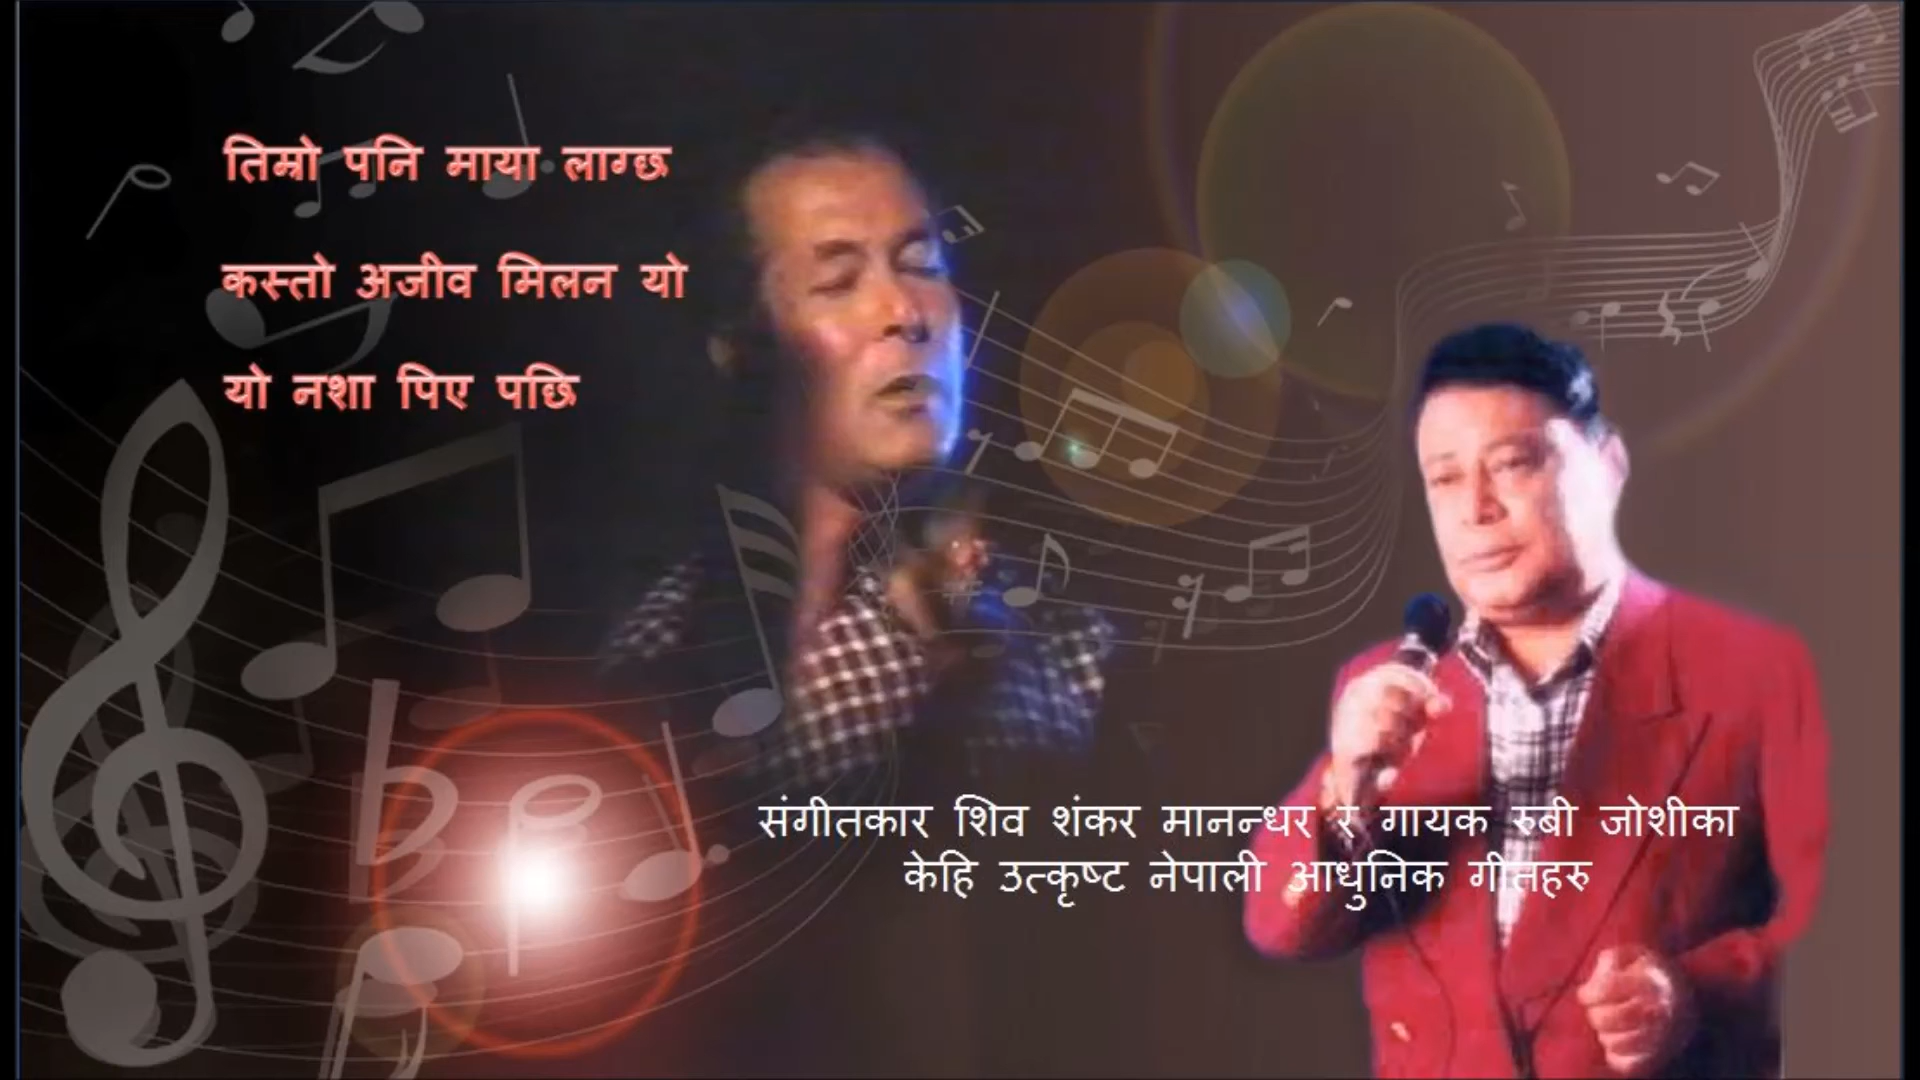 तिम्रो पनि माया लाग्छ
कस्तो अजीव मिलन यो
यो नशा पिए पछि
संगीतकार शिव शंकर मानन्धर र गायक रुबी जोशीका
केहि उत्कृष्ट नेपाली आधुनिक गीतहरु